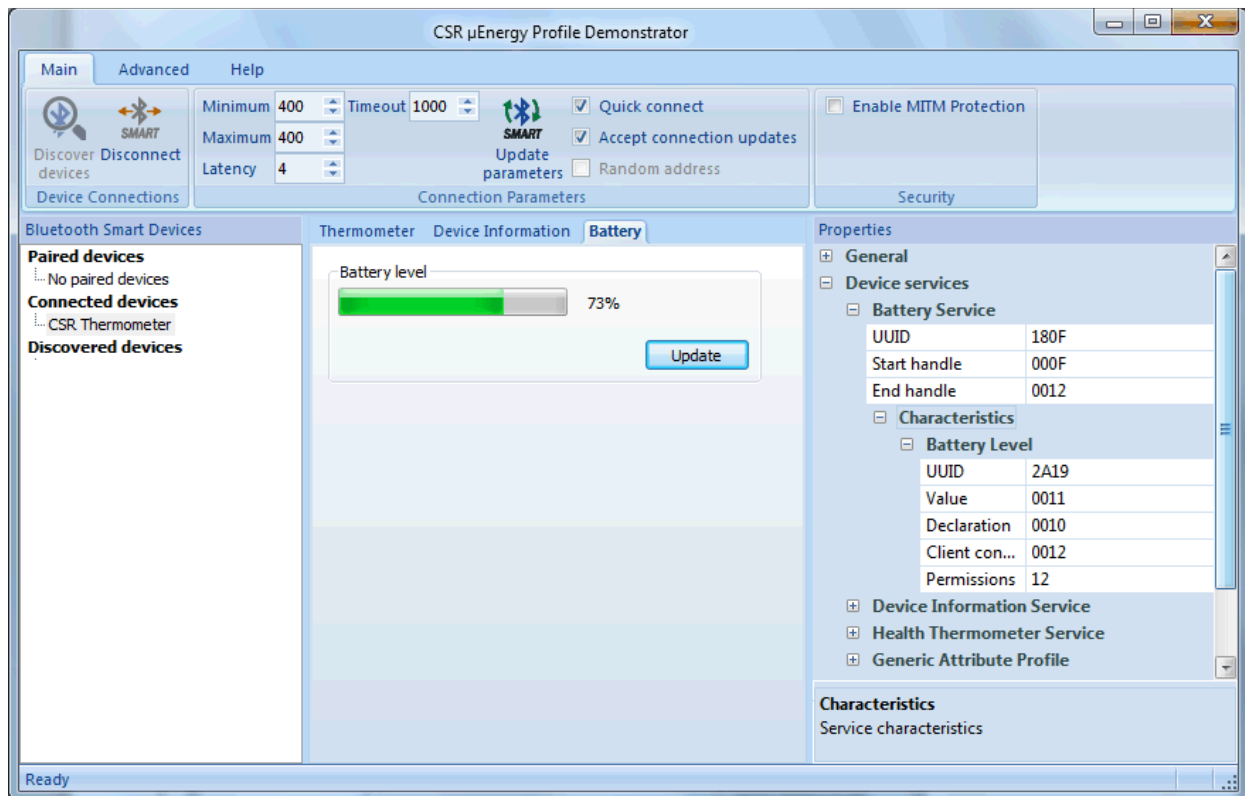 CSR µEnergy Profile Demonstrator
Main Advanced Help
Discover devices
SMART
Disconnect
Device Connections
Minimum 400
Maximum 400
Latency 4
Timeout 1000
SMART
Update parameters
Quick connect
Accept connection updates
Random address
Connection Parameters
Enable MITM Protection
Security
Bluetooth Smart Devices
Paired devices
No paired devices
Connected devices
CSR Thermometer
Discovered devices
Thermometer Device Information Battery
Battery level
73%
Update
Properties
General
Device services
Battery Service
UUID 180F
Start handle 000F
End handle 0012
Characteristics
Battery Level
UUID 2A19
Value 0011
Declaration 0010
Client con... 0012
Permissions 12
Device Information Service
Health Thermometer Service
Generic Attribute Profile
Characteristics
Service characteristics
Ready